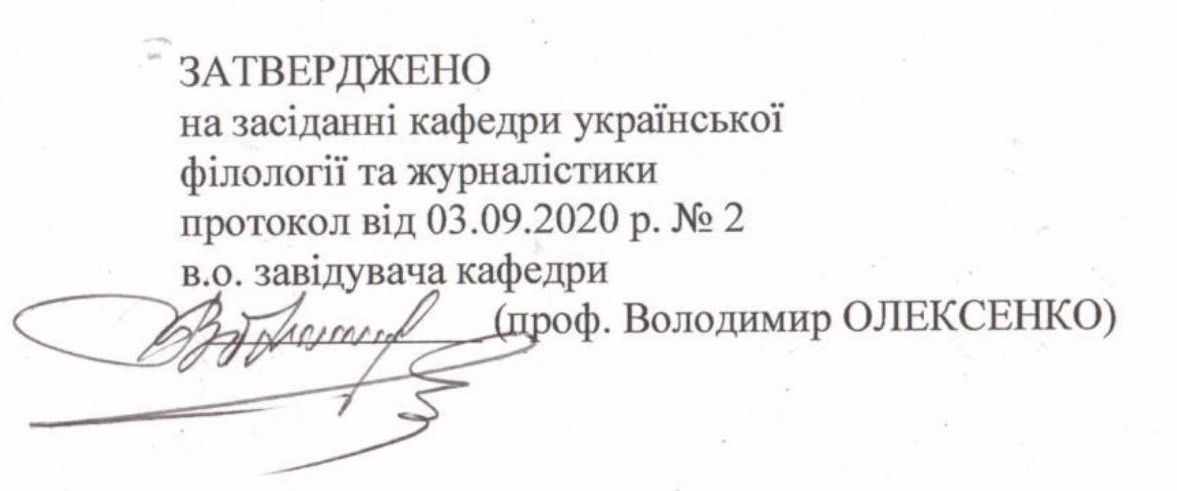 ЗАТВЕРДЖЕНО
на засіданні кафедри української
філології та журналістики
протокол від 03.09.2020 р. № 2
в.о. завідувача кафедри
(проф. Володимир ОЛЕКСЕНКО)